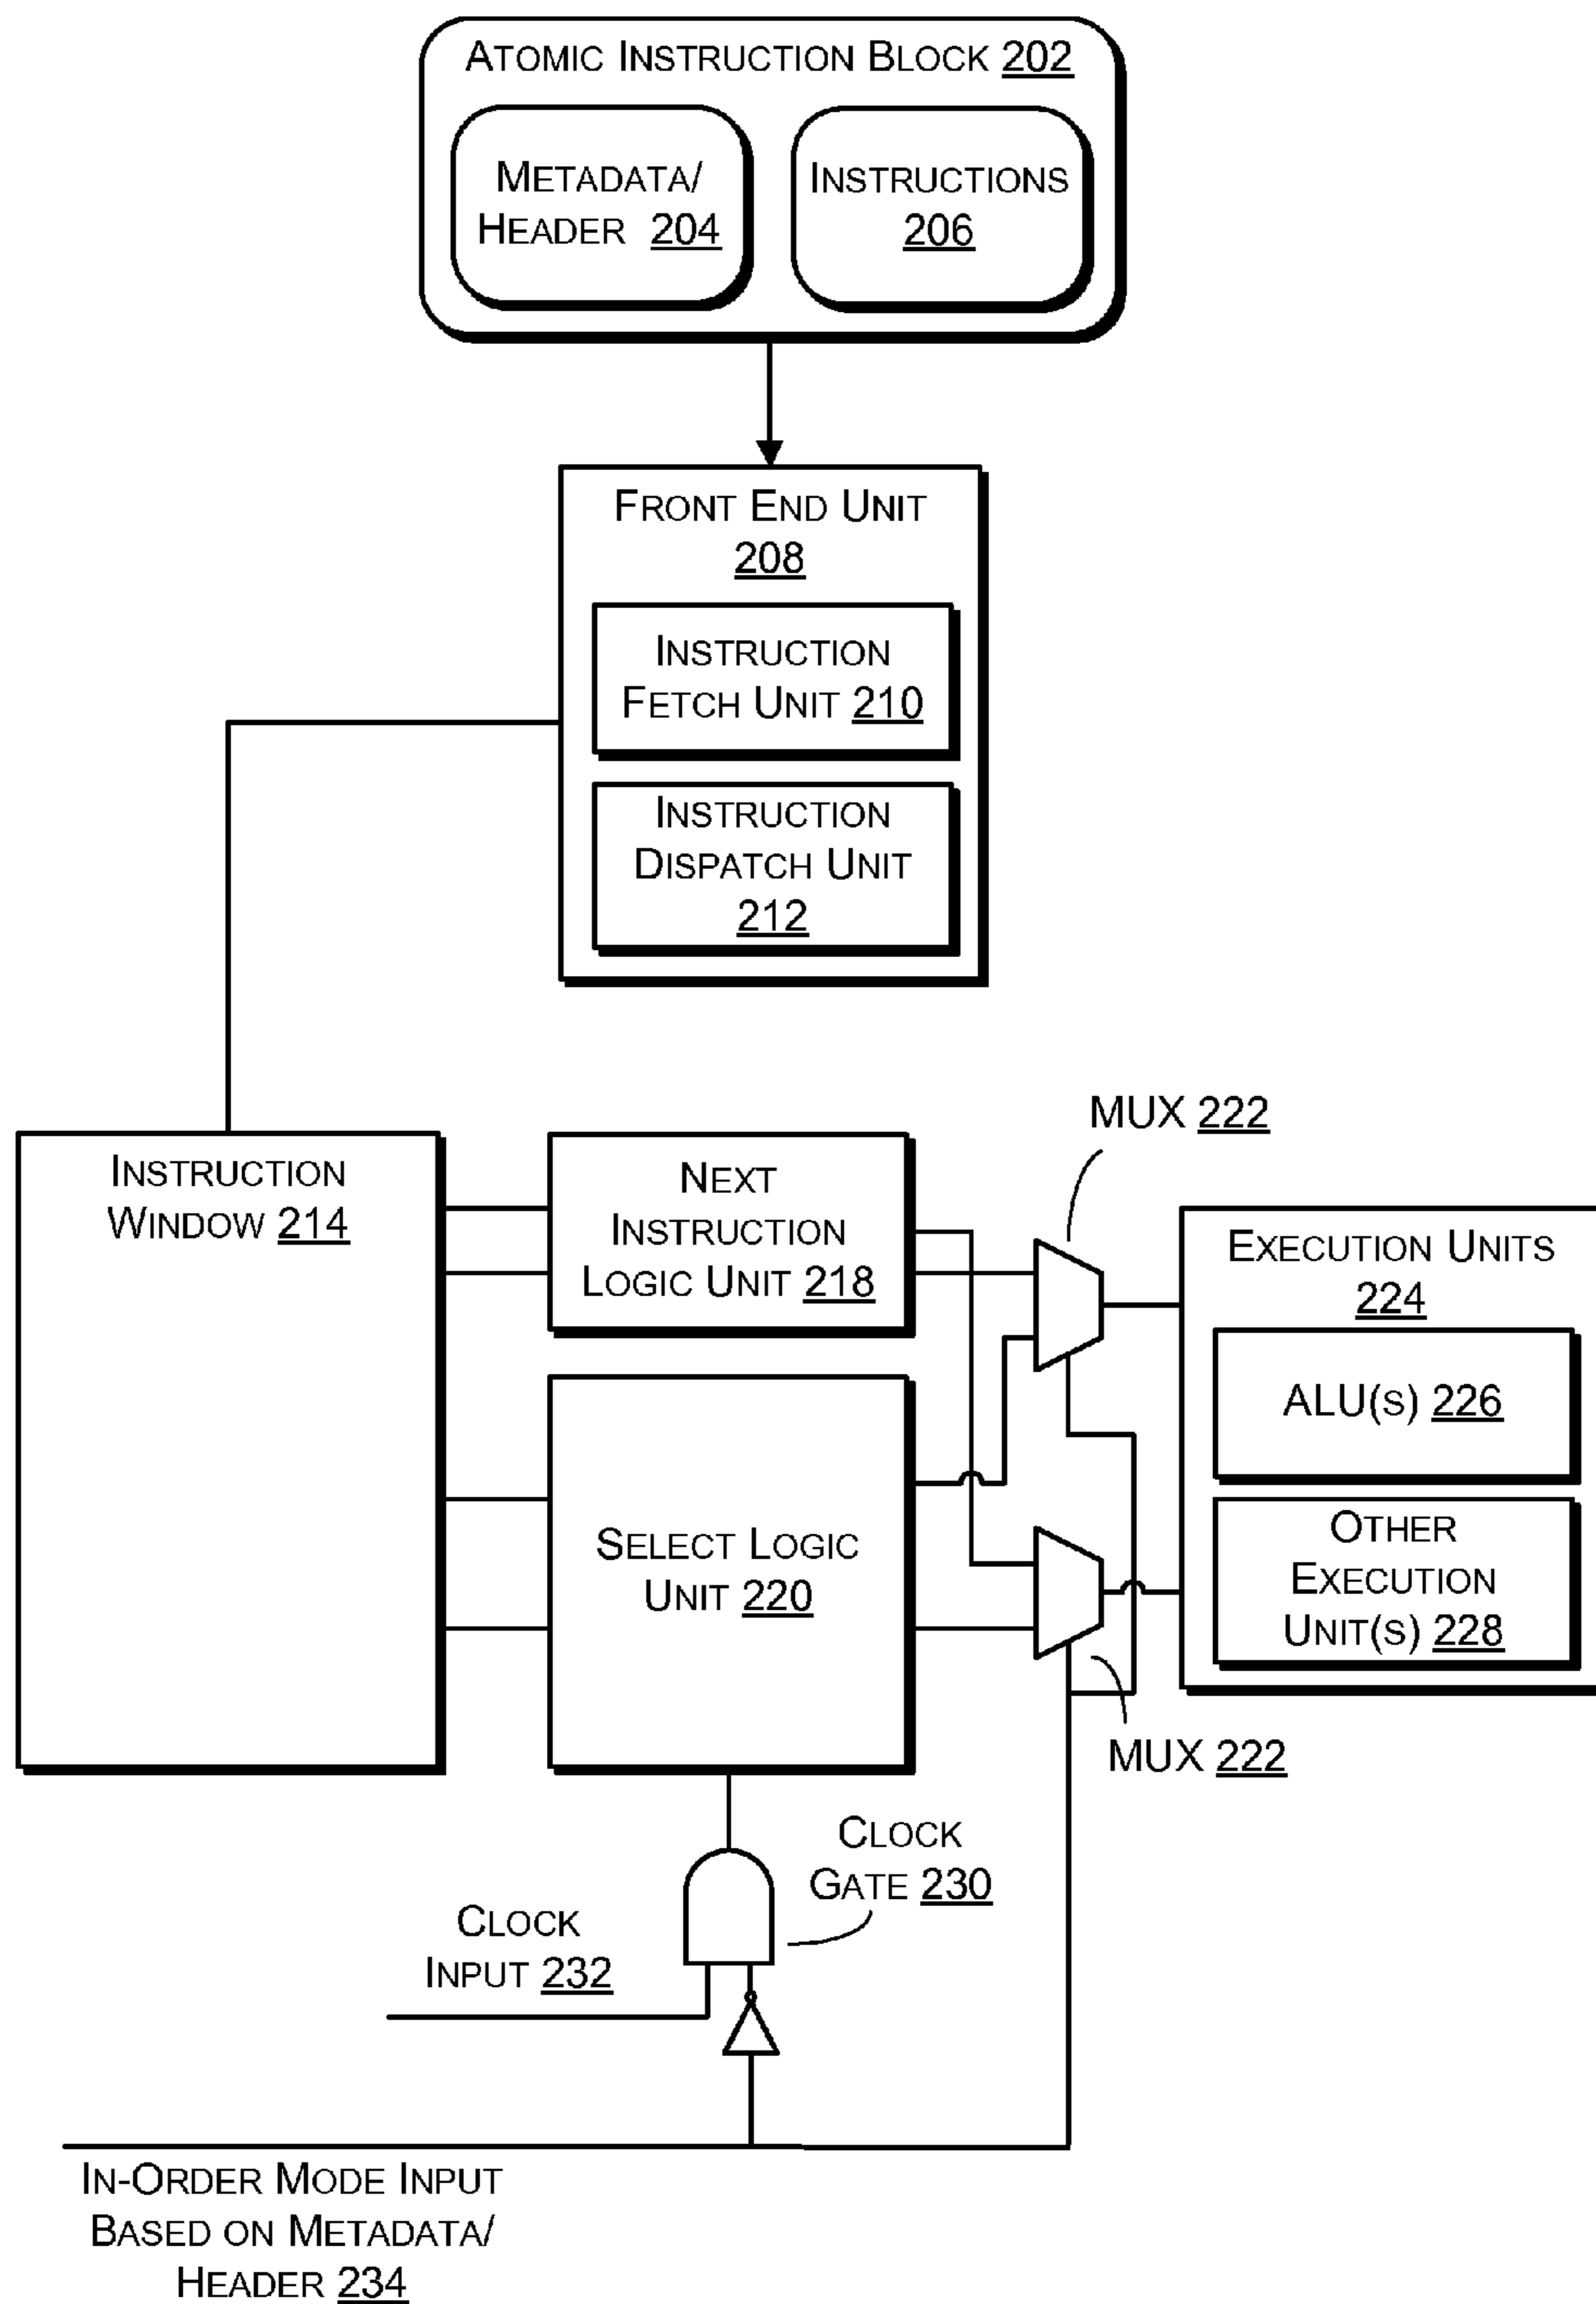 ATOMIC INSTRUCTION BLOCK 202
METADATA/
HEADER 204
INSTRUCTIONS
206
FRONT END UNIT
208
INSTRUCTION
FETCH UNIT 210
INSTRUCTION
DISPATCH UNIT
212
MUX 222
INSTRUCTION
WINDOW 214
NEXT
INSTRUCTION
LOGIC UNIT 218
EXECUTION UNITS
224
ALU(S) 226
SELECT LOGIC
UNIT 220
OTHER
EXECUTION
UNIT(S) 228
MUX 222
CLOCK
GATE 230
CLOCK
INPUT 232
IN-ORDER MODE INPUT
BASED ON METADATA/
HEADER 234